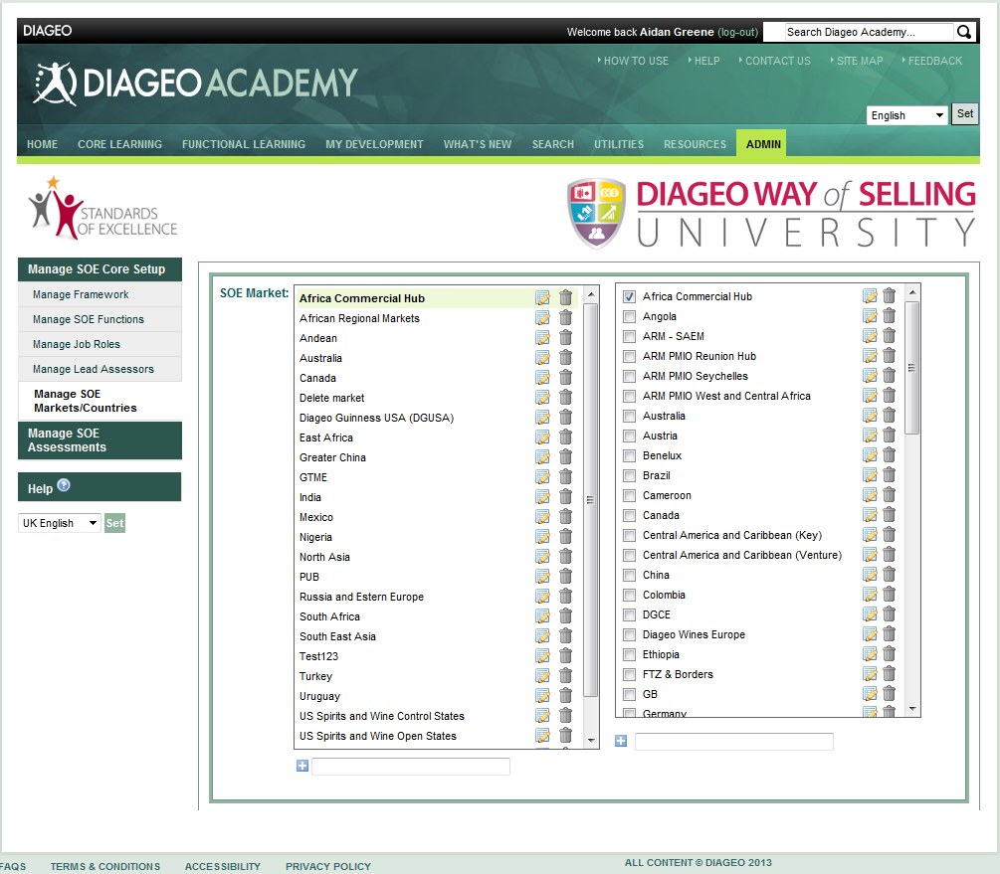 DIAGEO
Welcome back Aidan Greene (log-out)
Search Diageo Academy...
HOW TO USE
HELP
CONTACT US
SITE MAP
FEEDBACK
DIAGEO ACADEMY
English
Set
HOME
CORE LEARNING
FUNCTIONAL LEARNING
MY DEVELOPMENT
WHAT'S NEW
SEARCH
UTILITIES
RESOURCES
ADMIN
STANDARDS
OF EXCELLENCE
DIAGEO WAY of SELLING
UNIVERSITY
Manage SOE Core Setup
Manage Framework
Manage SOE Functions
Manage Job Roles
Manage Lead Assessors
Manage SOE
Markets/Countries
Manage SOE
Assessments
Help ?
UK English
Set
SOE Market:
Africa Commercial Hub
African Regional Markets
Andean
Australia
Canada
Delete market
Diageo Guinness USA (DGUSA)
East Africa
Greater China
GTME
India
Mexico
Nigeria
North Asia
PUB
Russia and Estern Europe
South Africa
South East Asia
Test123
Turkey
Uruguay
US Spirits and Wine Control States
US Spirits and Wine Open States
Africa Commercial Hub
Angola
ARM - SAEM
ARM PMIO Reunion Hub
ARM PMIO Seychelles
ARM PMIO West and Central Africa
Australia
Austria
Benelux
Brazil
Cameroon
Canada
Central America and Caribbean (Key)
Central America and Caribbean (Venture)
China
Colombia
DGCE
Diageo Wines Europe
Ethiopia
FTZ & Borders
GB
Germany
FAQS
TERMS & CONDITIONS
ACCESSIBILITY
PRIVACY POLICY
ALL CONTENT © DIAGEO 2013